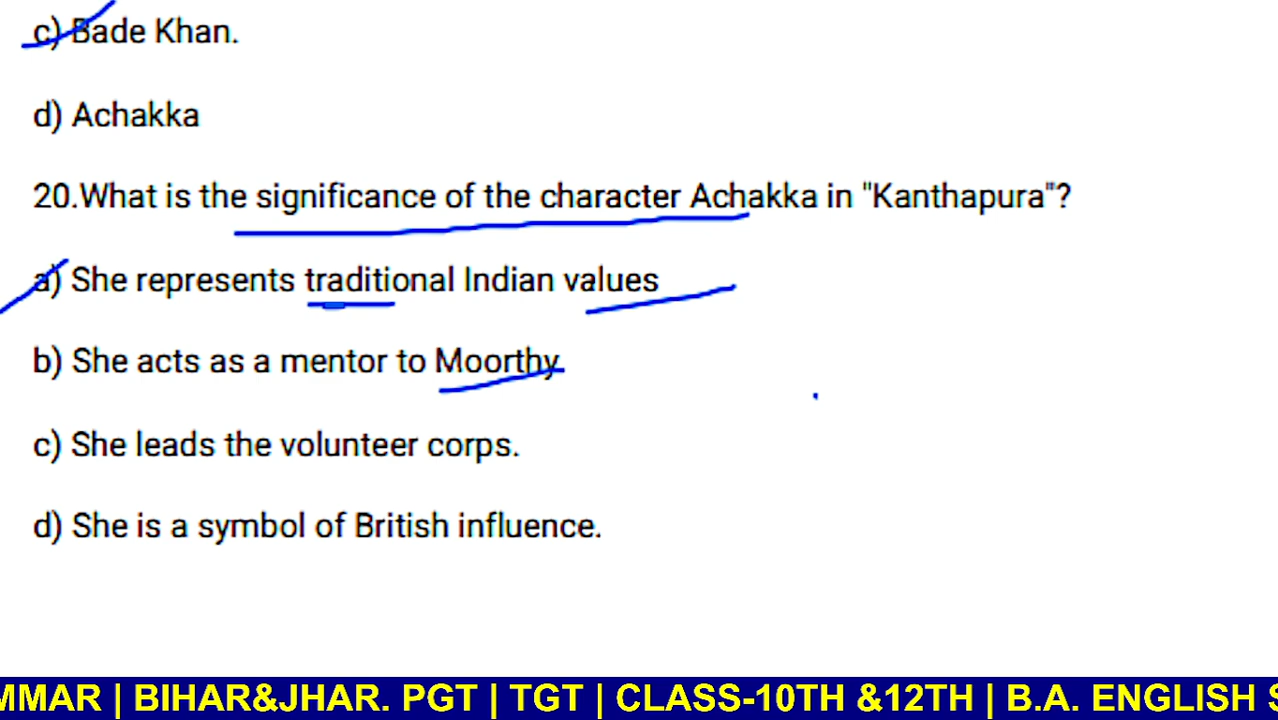 c) Bade Khan.
d) Achakka
20.What is the significance of the character Achakka in "Kanthapura"?
a) She represents traditional Indian values
b) She acts as a mentor to Moorthy.
c) She leads the volunteer corps.
d) She is a symbol of British influence.
MMAR | BIHAR&JHAR. PGT | TGT | CLASS-10TH &12TH | B.A. ENGLISH S